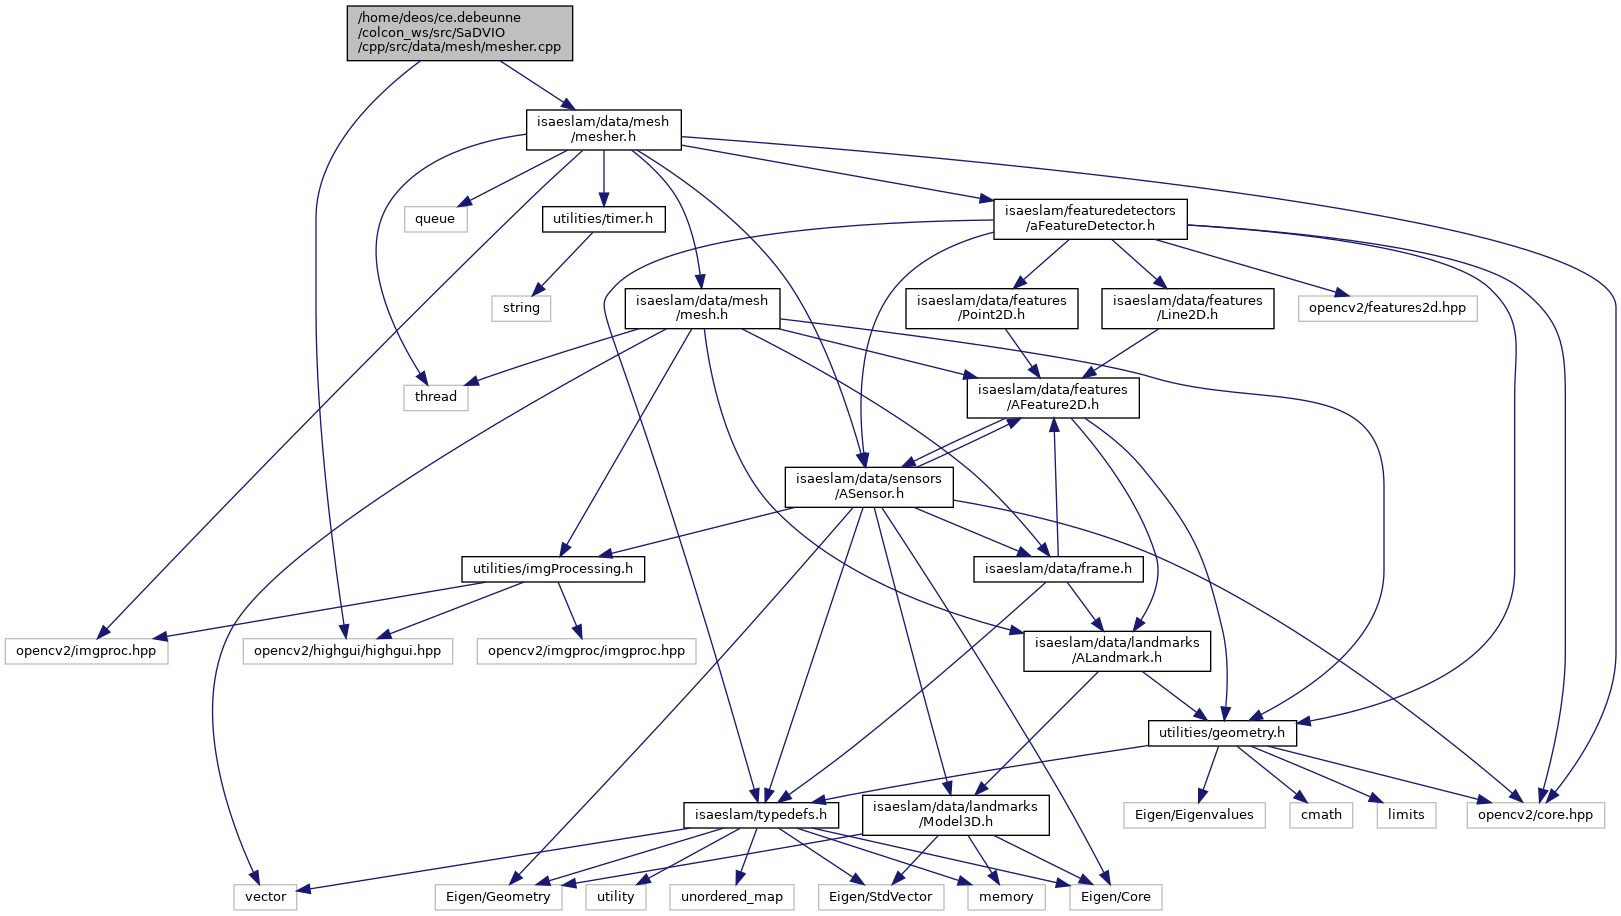 /home/deos/ce.debeunne
/colcon_ws/src/SaDVIO
/cpp/src/data/mesh/mesher.cpp
isaeslam/data/mesh
/mesher.h
queue
utilities/timer.h
isaeslam/featuredetectors
/aFeatureDetector.h
string
isaeslam/data/mesh
/mesh.h
isaeslam/data/features
/Point2D.h
isaeslam/data/features
/Line2D.h
opencv2/features2d.hpp
thread
isaeslam/data/features
/AFeature2D.h
isaeslam/data/sensors
/ASensor.h
utilities/imgProcessing.h
isaeslam/data/frame.h
opencv2/imgproc.hpp
opencv2/highgui/highgui.hpp
opencv2/imgproc/imgproc.hpp
isaeslam/data/landmarks
/ALandmark.h
utilities/geometry.h
isaeslam/typedefs.h
isaeslam/data/landmarks
/Model3D.h
Eigen/Eigenvalues
cmath
limits
opencv2/core.hpp
vector
Eigen/Geometry
utility
unordered_map
Eigen/StdVector
memory
Eigen/Core